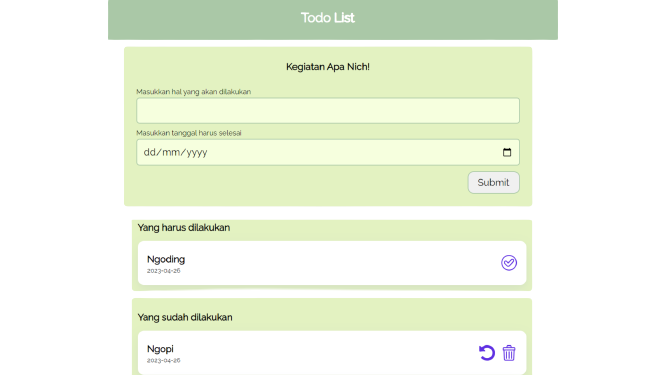 Todo List
Kegiatan Apa Nich!
Masukkan hal yang akan dilakukan
Masukkan tanggal harus selesai
dd/mm/yyyy
Submit
Yang harus dilakukan
Ngoding
2023-04-26
Yang sudah dilakukan
Ngopi
2023-04-26